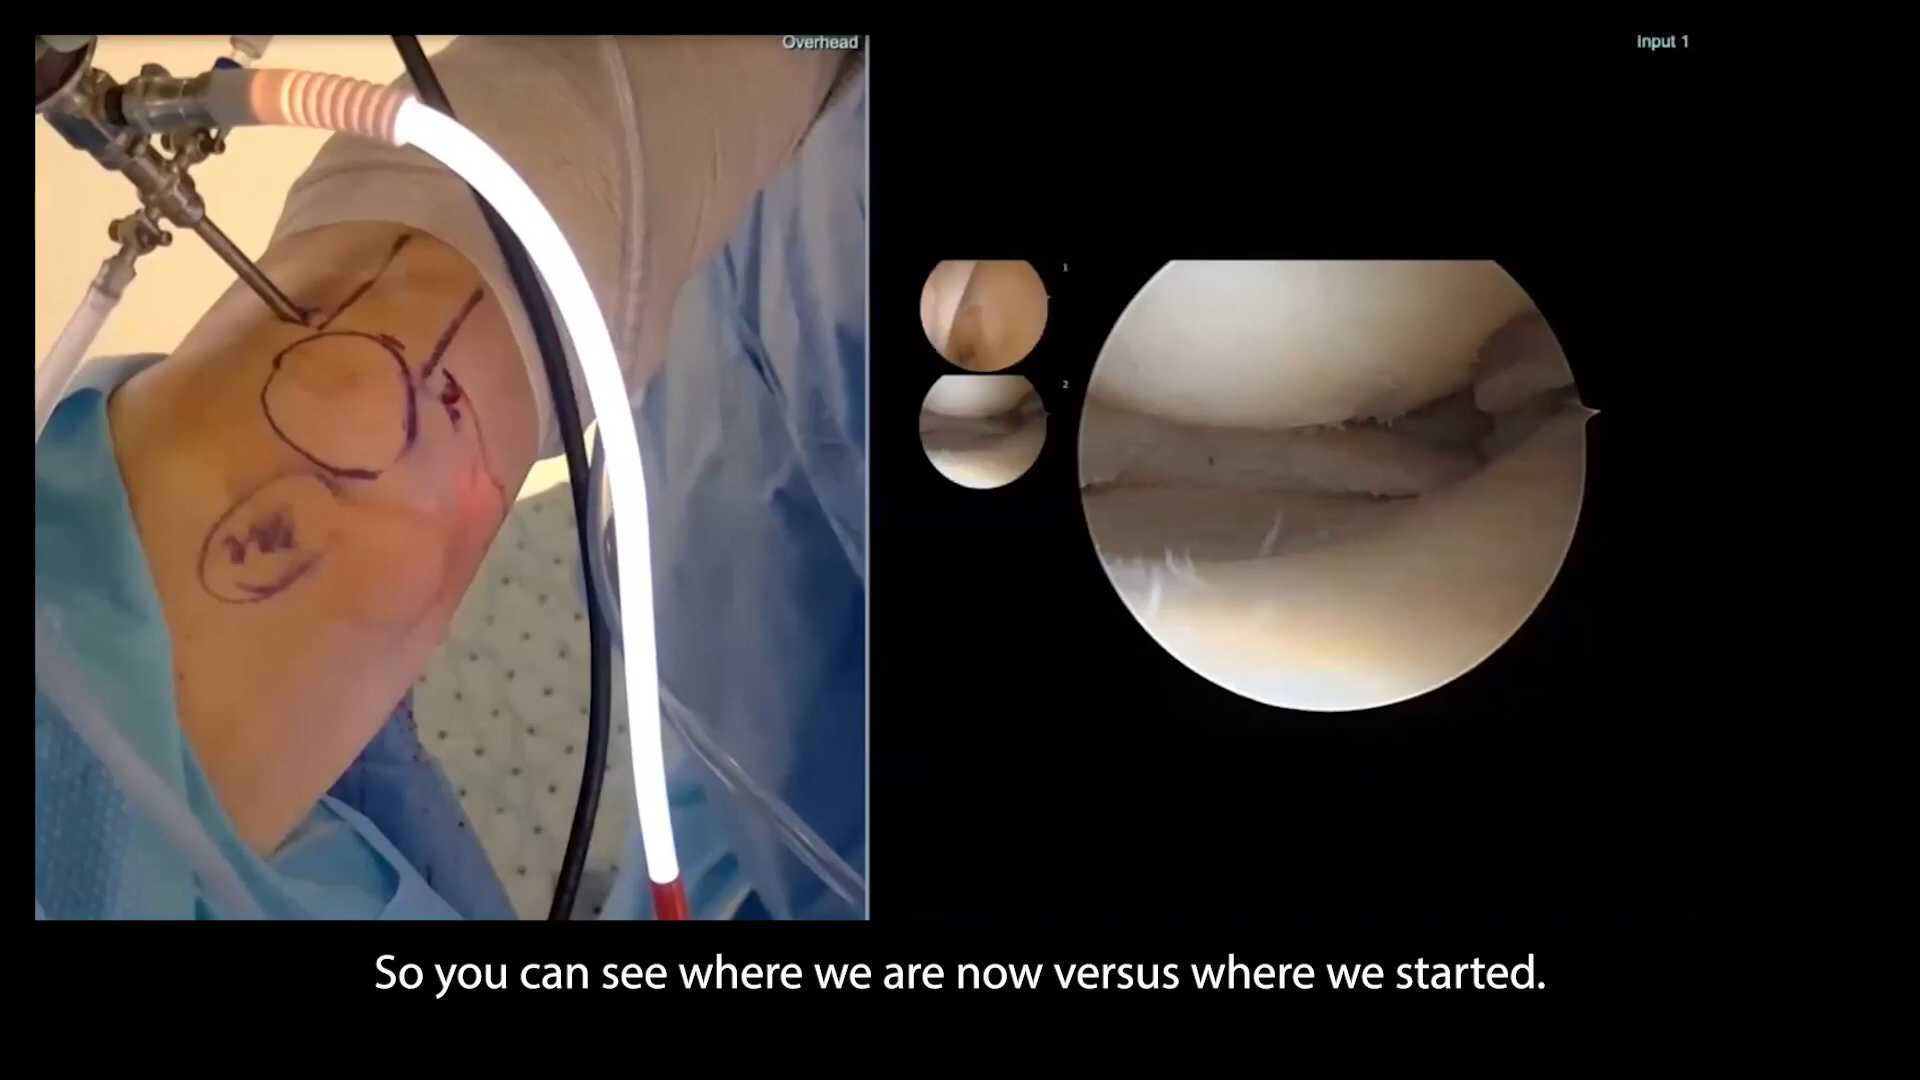 Overhead
Input 1
1
2
So you can see where we are now versus where we started.